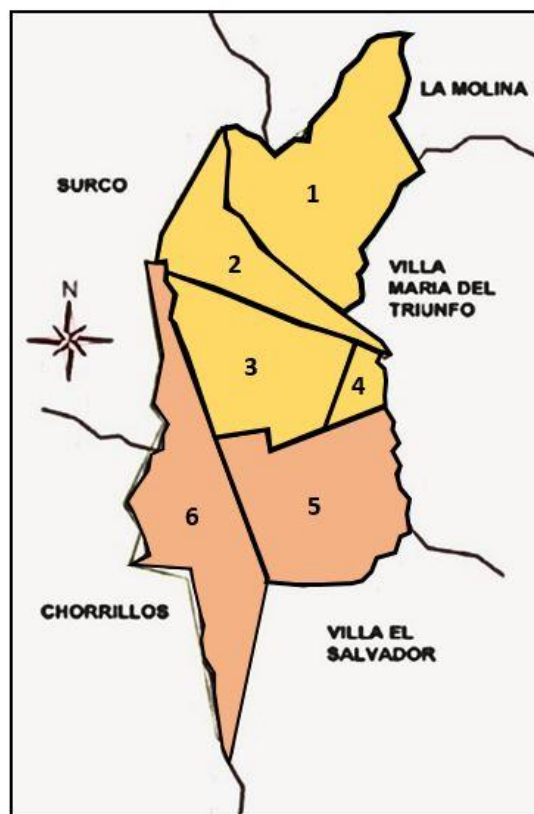 LA MOLINA
1
SURCO
2
VILLA
MARIA DEL
TRIUNFO
N
3
4
5
6
CHORRILLOS
VILLA EL
SALVADOR